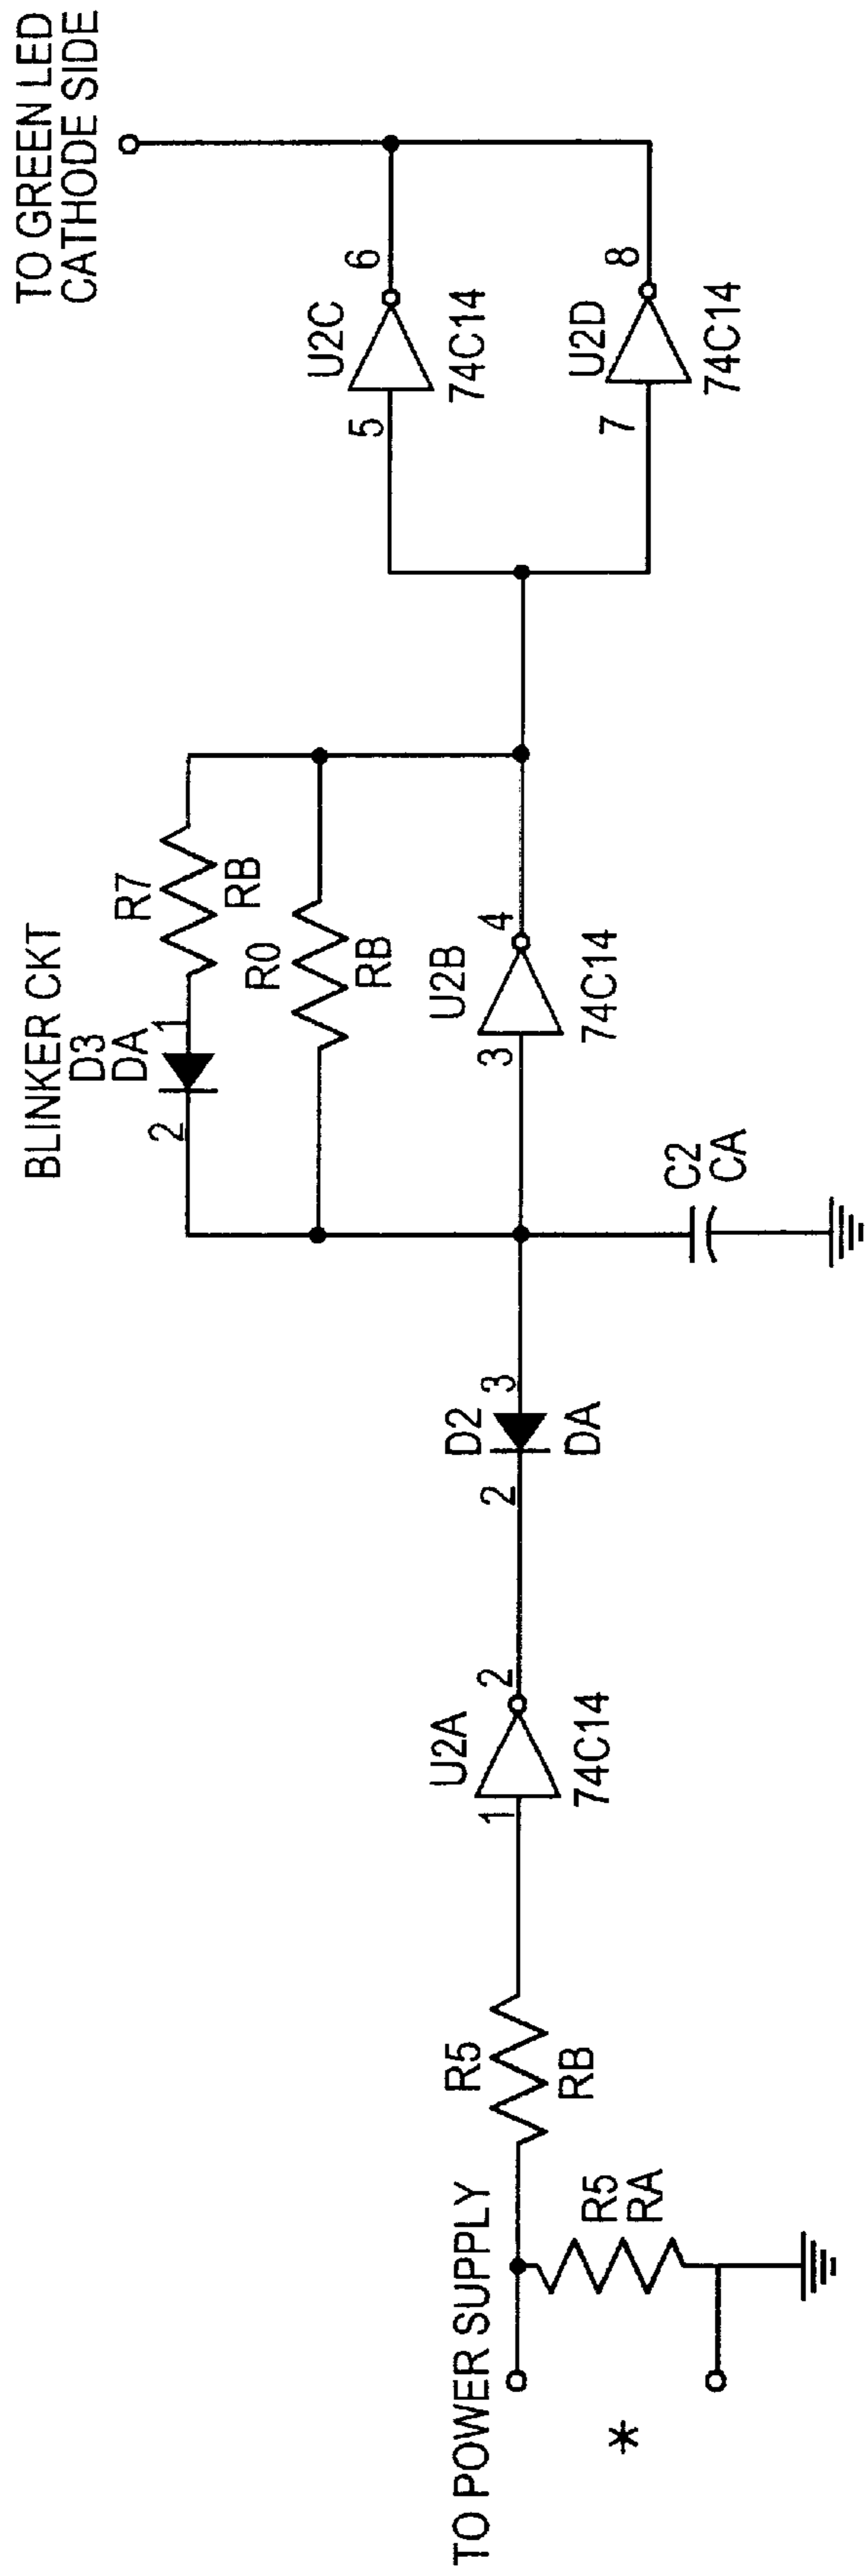 BLINKER CKT
TO POWER SUPPLY
*
R5
RA
R5
RB
U2A
1
2
74C14
D2
2
3
DA
C2
CA
D3
DA
2
1
R7
RB
R0
RB
U2B
3
4
74C14
U2C
5
6
74C14
U2D
7
8
74C14
TO GREEN LED
CATHODE SIDE